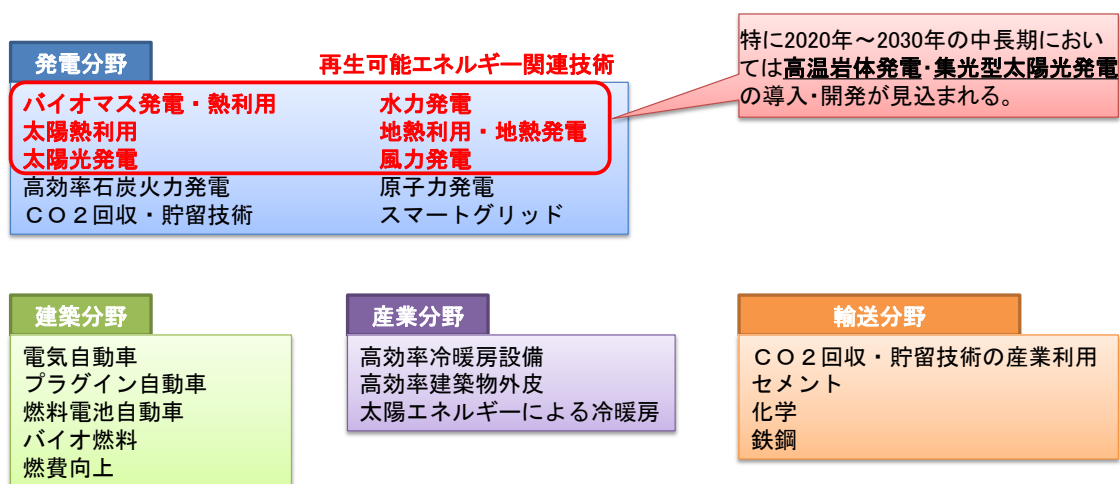 発電分野
再生可能エネルギー関連技術
バイオマス発電・熱利用
水力発電
太陽熱利用
地熱利用・地熱発電
太陽光発電
風力発電
高効率石炭火力発電
原子力発電
CO2回収・貯留技術
スマートグリッド
特に2020年～2030年の中長期におい
ては高温岩体発電・集光型太陽光発電
の導入・開発が見込まれる。
建築分野
電気自動車
プラグイン自動車
燃料電池自動車
バイオ燃料
燃費向上
産業分野
高効率冷暖房設備
高効率建築物外皮
太陽エネルギーによる冷暖房
輸送分野
CO2回収・貯留技術の産業利用
セメント
化学
鉄鋼